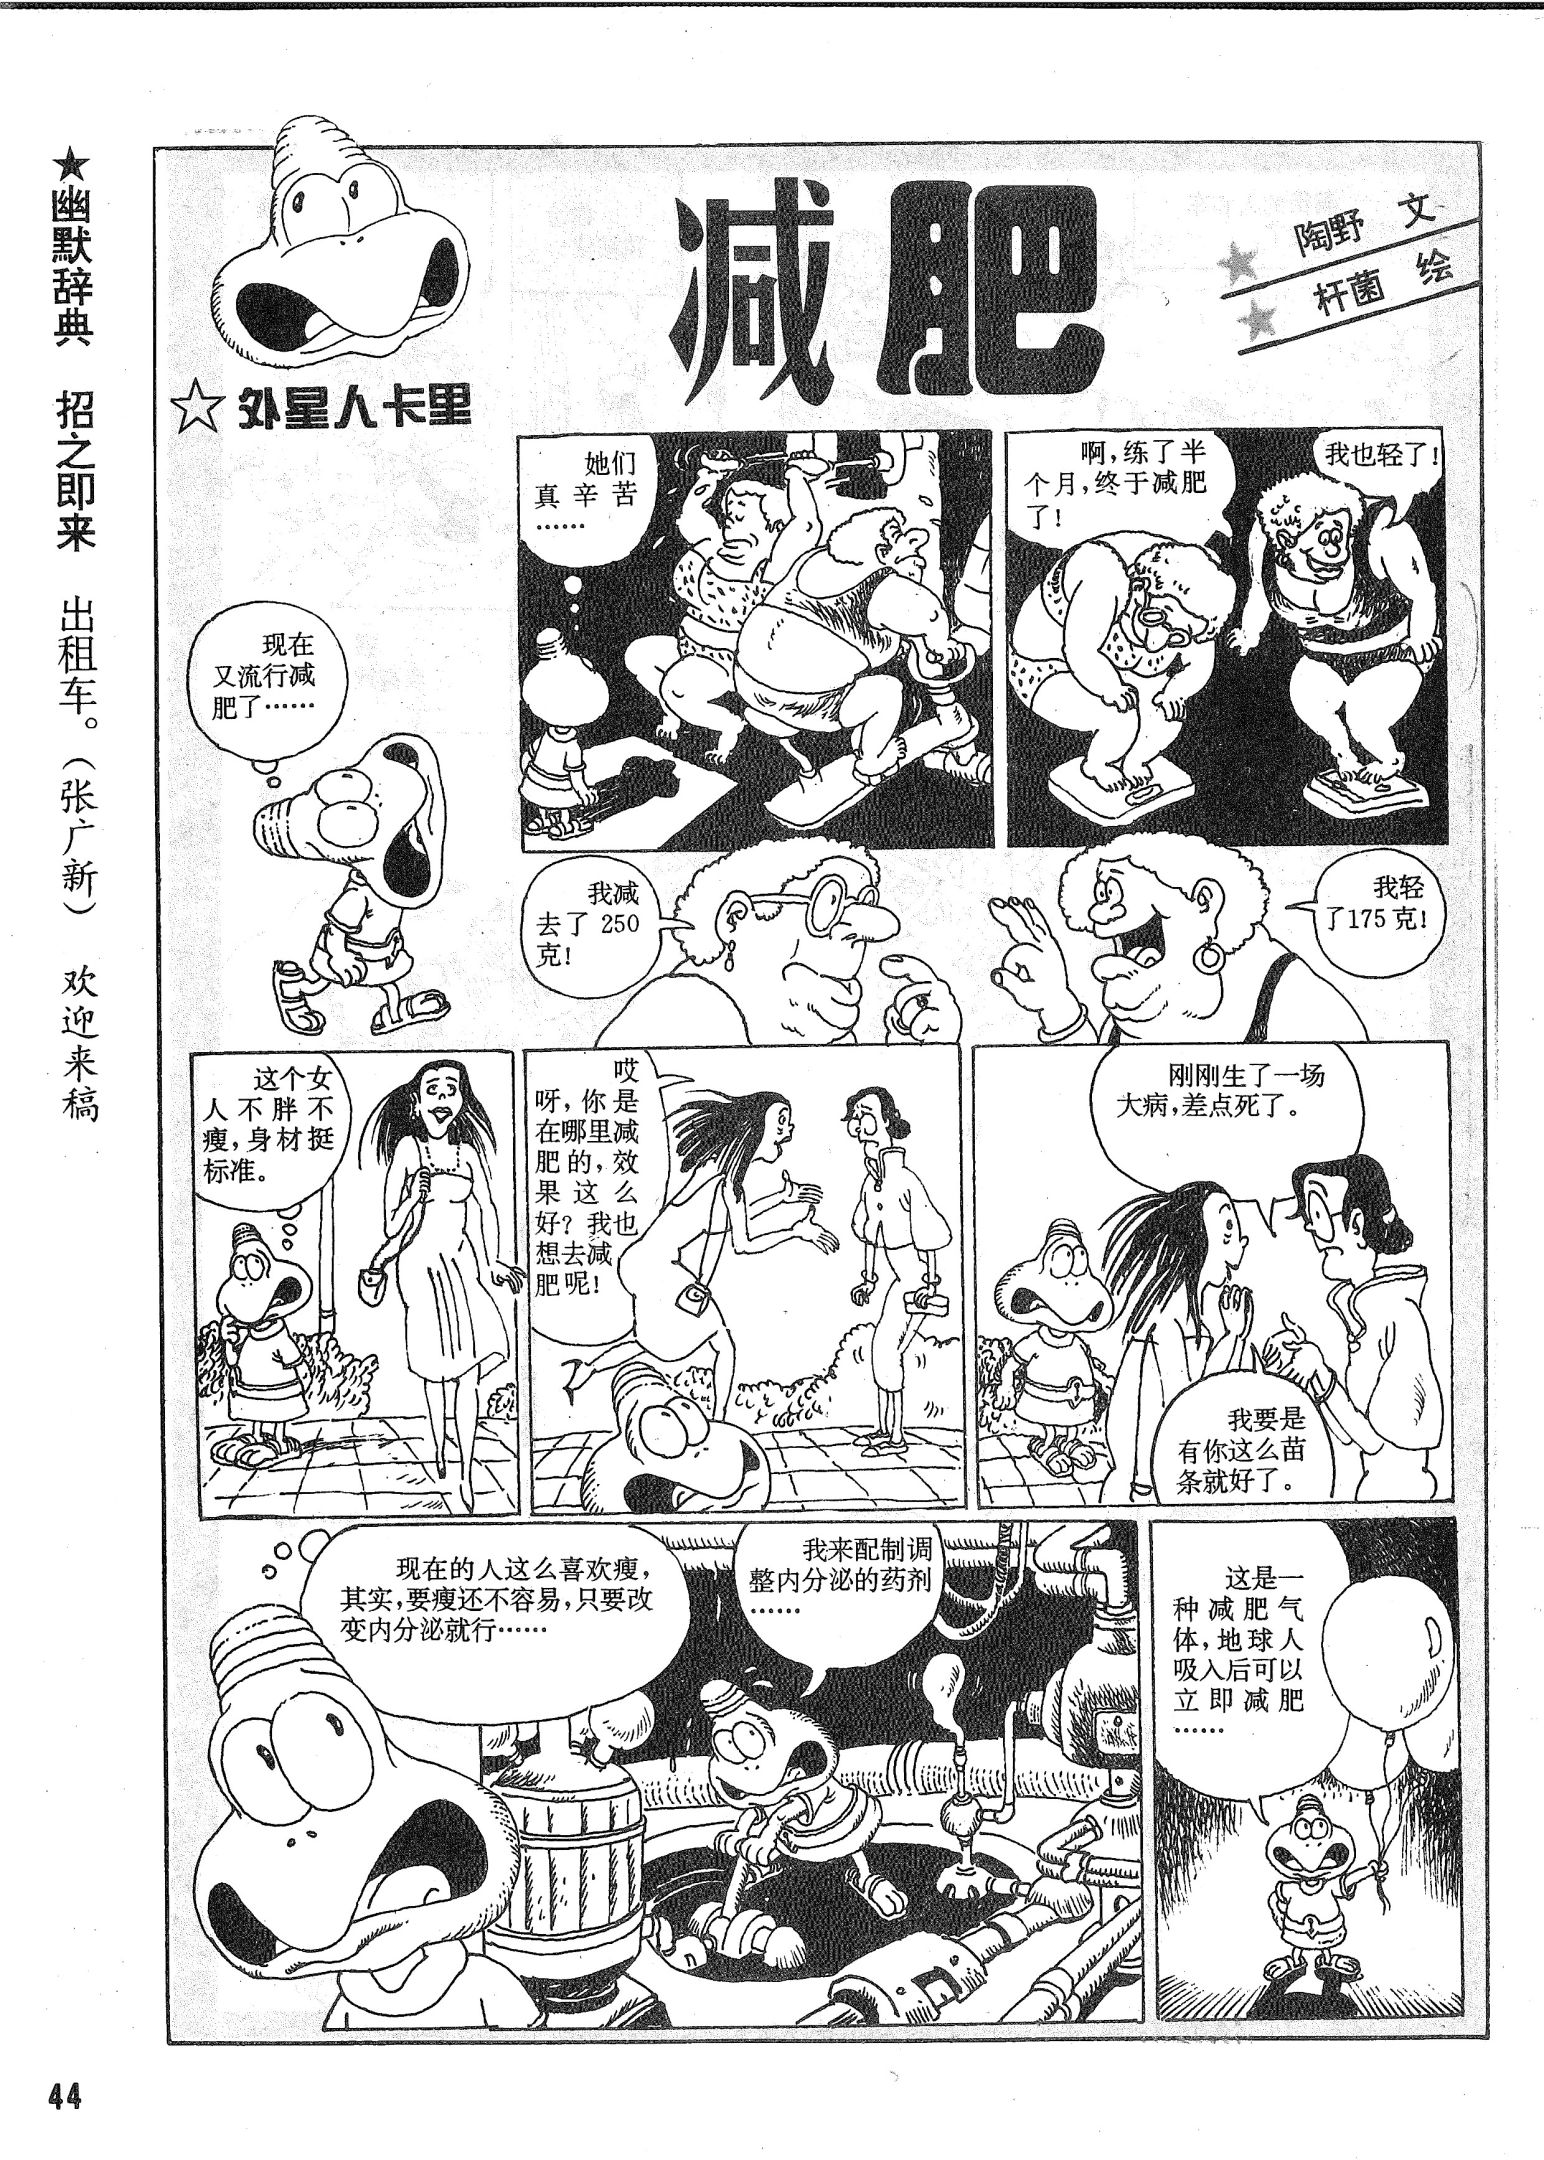 ★幽默辞典 招之即来 出租车。(张广新) 欢迎来稿
减肥
陶野 文
杆菌 绘
☆外星人卡里
现在
又流行减
肥了……
她们
真辛苦
……
啊,练了半
个月,终于减肥
了!
我也轻了!
我减
去了250
克!
我轻
了175克!
这个女
人不胖不
瘦,身材挺
标准。
哎
呀,你是
在哪里减
肥的,效
果这么
好?我也
想去减
肥呢!
刚刚生了一场
大病,差点死了。
我要是
有你这么苗
条就好了。
现在的人这么喜欢瘦,
其实,要瘦还不容易,只要改
变内分泌就行……
我来配制调
整内分泌的药剂
……
这是一
种减肥气
体,地球人
吸入后可以
立即减肥
……
44